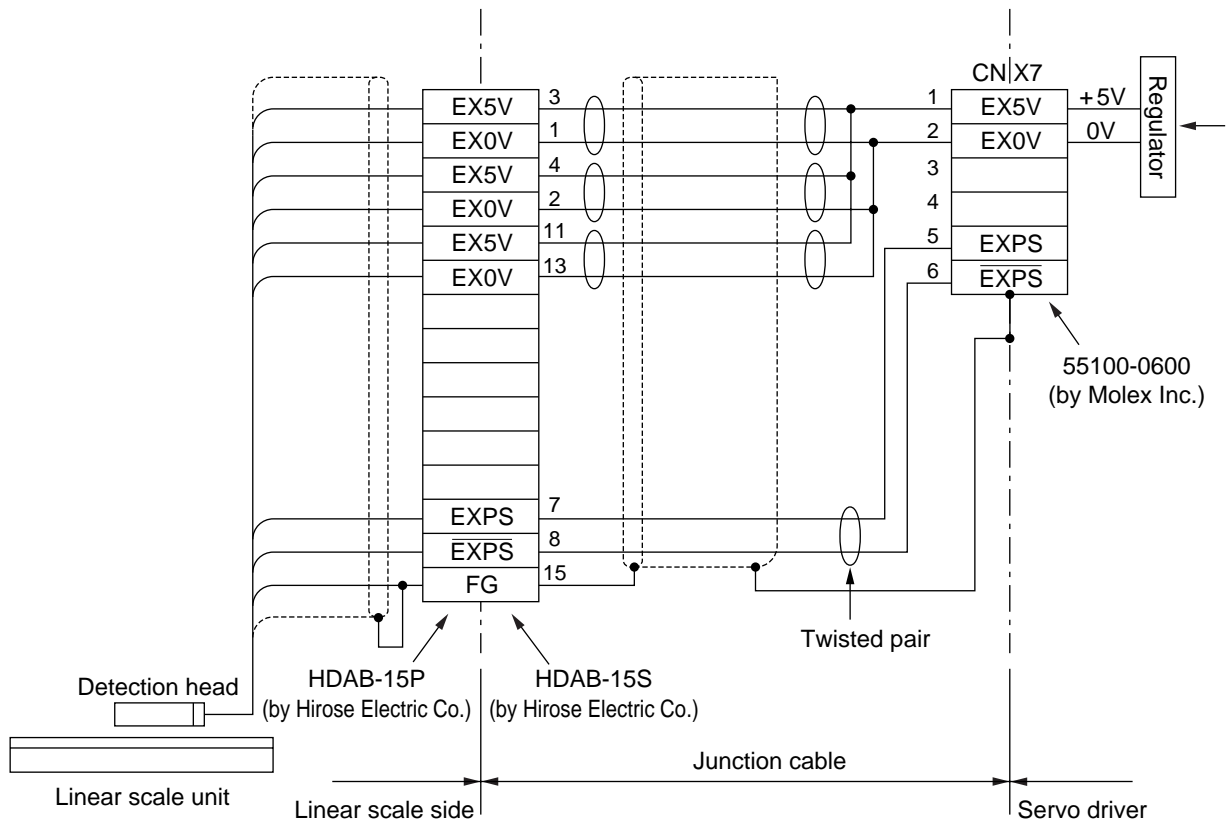 CN X7
EX5V 3 1 EX5V +5V
EX0V 1 2 EX0V 0V
Regulator
EX5V 4 3
EX0V 2 4
EX5V 11 5 EXPS
EX0V 13 6 E̅X̅P̅S̅
55100-0600
(by Molex Inc.)
EXPS 7
E̅X̅P̅S̅ 8
FG 15
Twisted pair
HDAB-15P
(by Hirose Electric Co.)
HDAB-15S
(by Hirose Electric Co.)
Detection head
Linear scale unit
Junction cable
Linear scale side
Servo driver